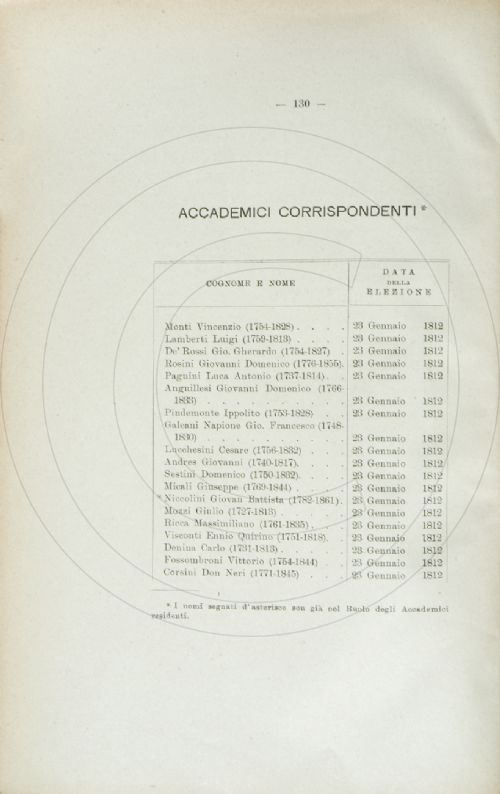 — 130 —
ACCADEMICI CORRISPONDENTI *
COGNOME E NOME
DATA
DELLA
ELEZIONE
Monti Vincenzio (1754-1828) . . . . 23 Gennaio 1812
Lamberti Luigi (1759-1813) . . . . 23 Gennaio 1812
De' Rossi Gio. Gherardo (1754-1827) . 23 Gennaio 1812
Rosini Giovanni Domenico (1776-1855). 23 Gennaio 1812
Pagnini Luca Antonio (1737-1814) . . 23 Gennaio 1812
Anguillesi Giovanni Domenico (1766-
1833) . . . . . . . . . . 23 Gennaio 1812
Pindemonte Ippolito (1753-1828) . . 23 Gennaio 1812
Galeani Napione Gio. Francesco (1748-
1830) . . . . . . . . . . 23 Gennaio 1812
Lucchesini Cesare (1756-1832) . . . 23 Gennaio 1812
Andres Giovanni (1740-1817). . . . 23 Gennaio 1812
Sestini Domenico (1750-1832). . . . 23 Gennaio 1812
Micali Giuseppe (1769-1844) . . . . 23 Gennaio 1812
*Niccolini Giovan Battista (1782-1861) . 23 Gennaio 1812
Mozzi Giulio (1727-1813) . . . . . 23 Gennaio 1812
Ricca Massimiliano (1761-1835) . . . 23 Gennaio 1812
Visconti Ennio Quirino (1751-1818). . 23 Gennaio 1812
Denina Carlo (1731-1813) . . . . . 23 Gennaio 1812
Fossombroni Vittorio (1754-1844) . . 23 Gennaio 1812
Corsini Don Neri (1771-1845) . . . 23 Gennaio 1812
* I nomi segnati d'asterisco son già nel Ruolo degli Accademici
residenti.